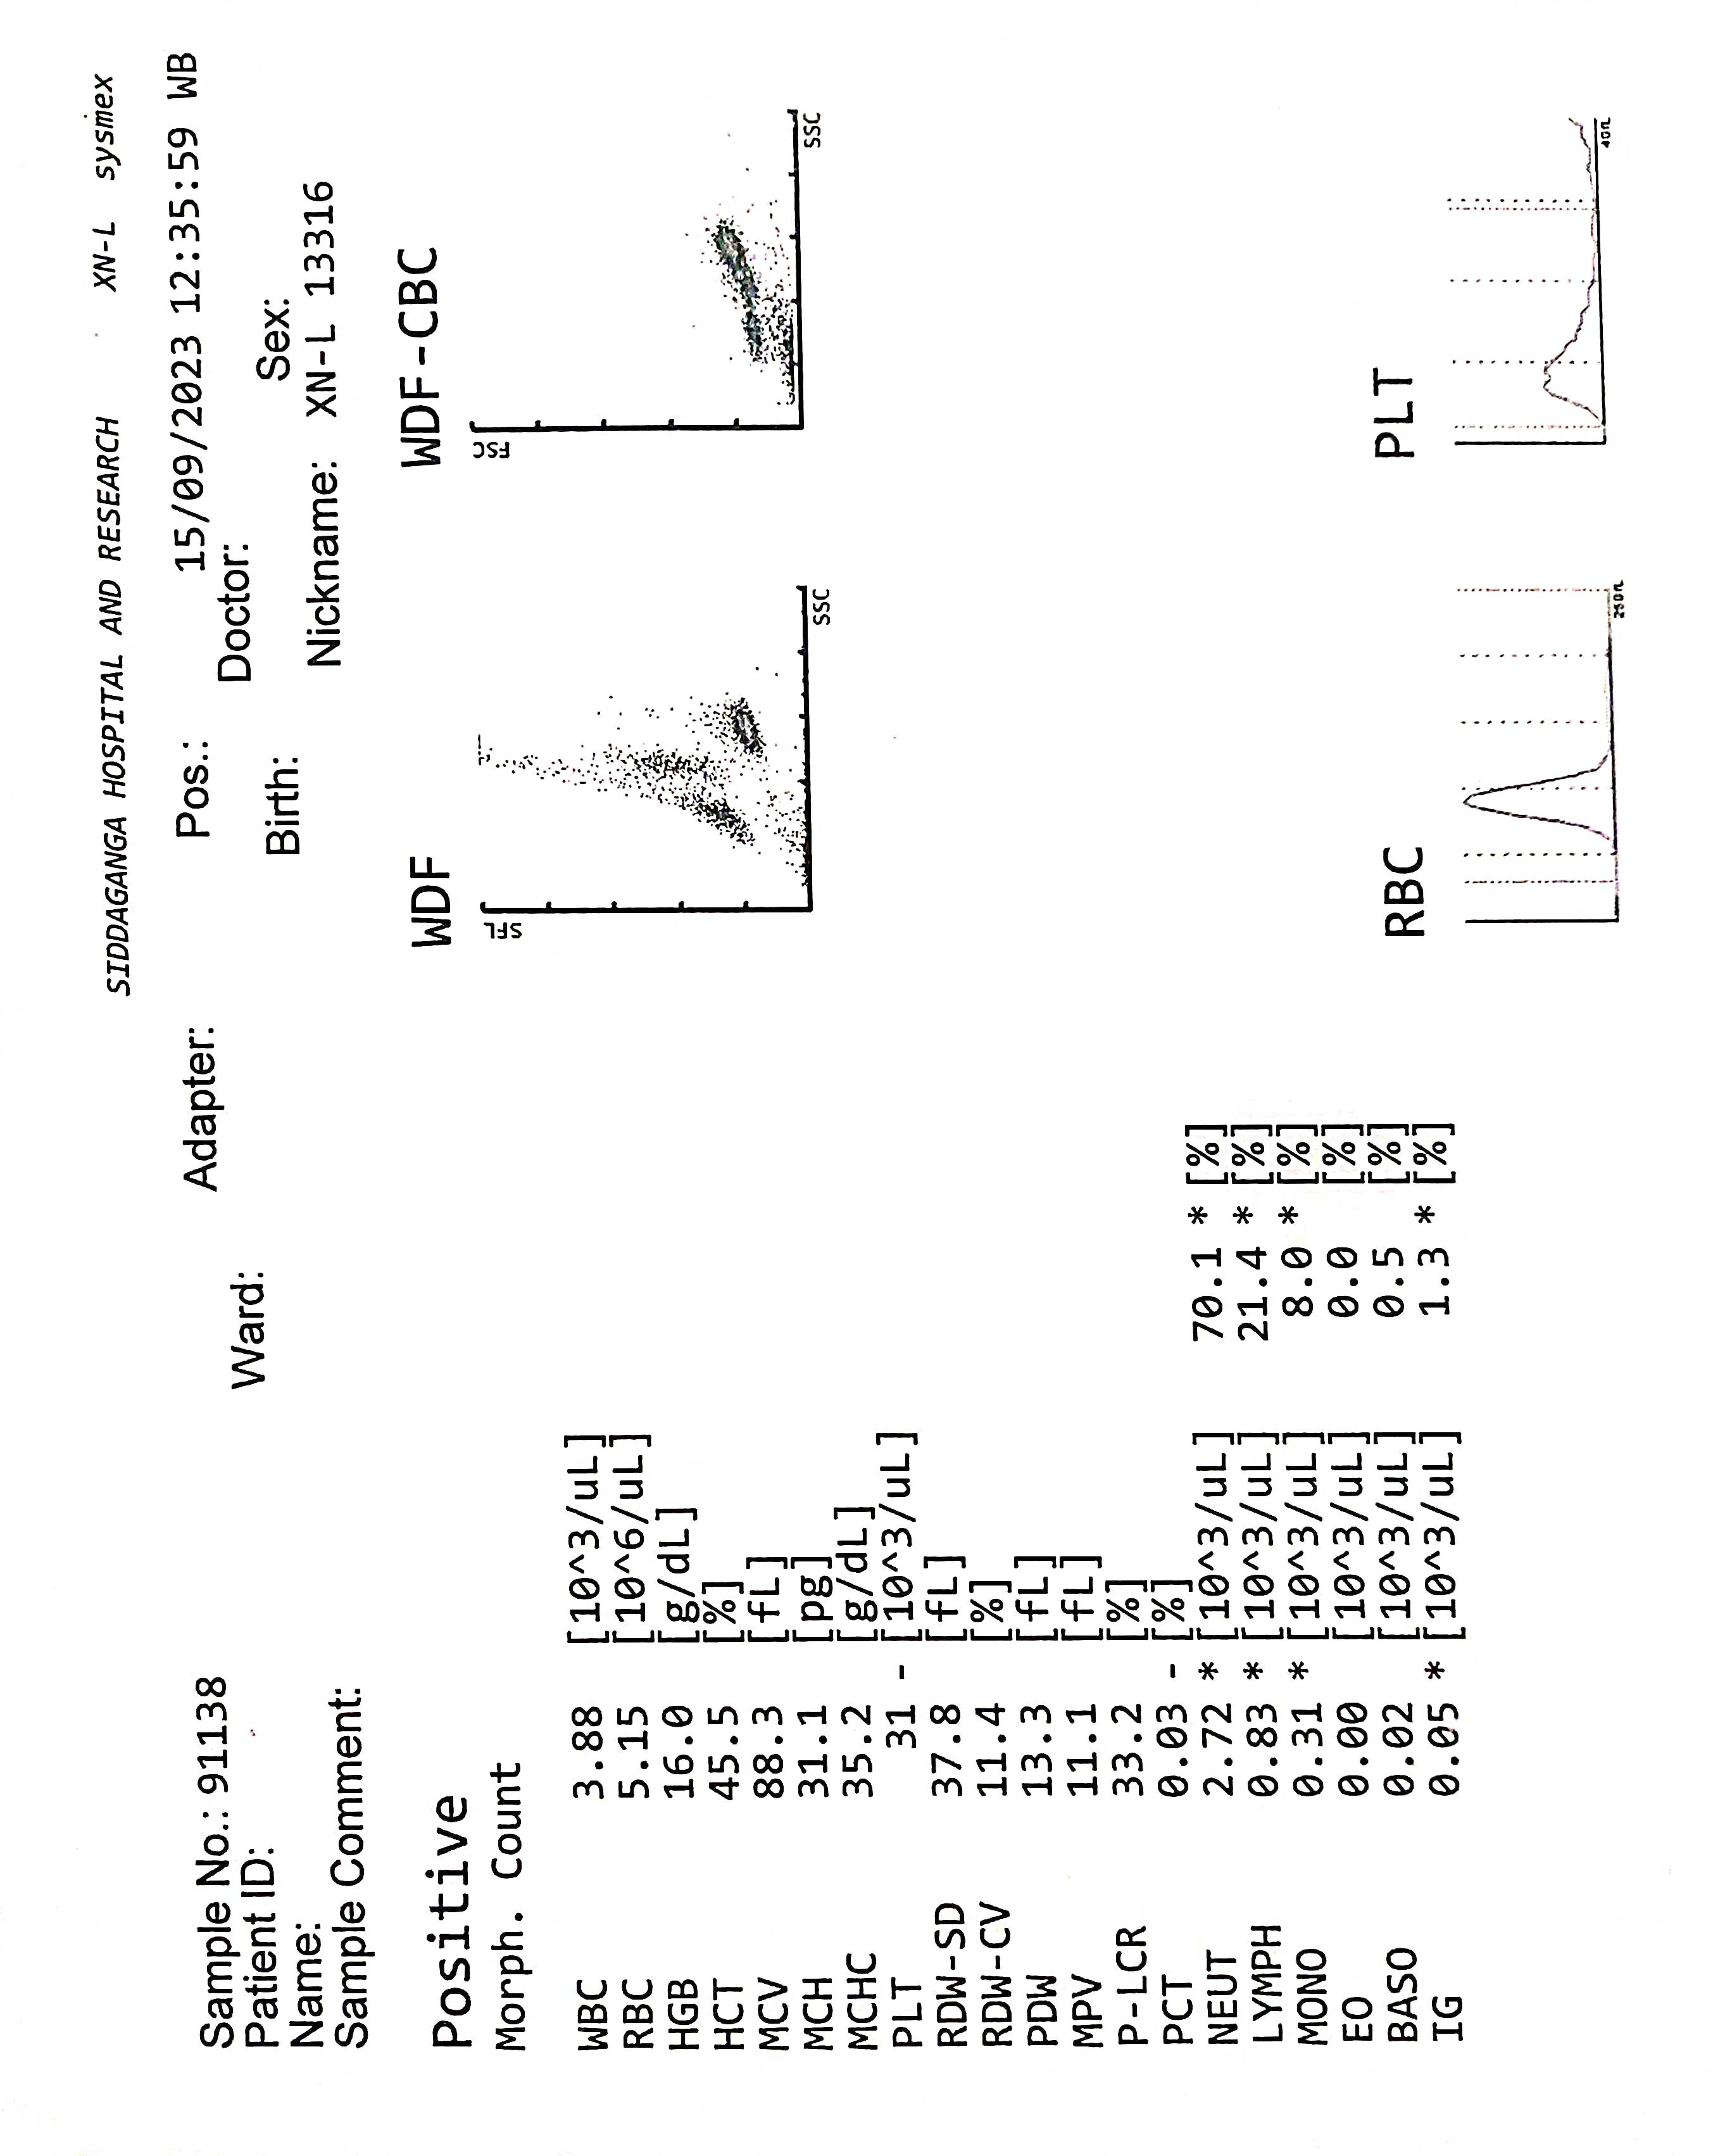 SIDDAGANGA HOSPITAL AND RESEARCH XN-L sysmex
Sample No.: 91138 Adapter: Pos.: 15/09/2023 12:35:59 WB
Patient ID: Ward: Doctor:
Name: Birth: Sex:
Sample Comment: Nickname: XN-L 13316
Positive
Morph. Count
WBC 3.88 [10^3/uL]
RBC 5.15 [10^6/uL]
HGB 16.0 [g/dL]
HCT 45.5 [%]
MCV 88.3 [fL]
MCH 31.1 [pg]
MCHC 35.2 [g/dL]
PLT 31 - [10^3/uL]
RDW-SD 37.8 [fL]
RDW-CV 11.4 [%]
PDW 13.3 [fL]
MPV 11.1 [fL]
P-LCR 33.2 [%]
PCT 0.03 - [%]
NEUT 2.72 * [10^3/uL] 70.1 * [%]
LYMPH 0.83 * [10^3/uL] 21.4 * [%]
MONO 0.31 * [10^3/uL] 8.0 * [%]
EO 0.00 [10^3/uL] 0.0 [%]
BASO 0.02 [10^3/uL] 0.5 [%]
IG 0.05 * [10^3/uL] 1.3 * [%]
WDF
SFL
SSC
WDF-CBC
FSC
SSC
RBC
250fL
PLT
40fL